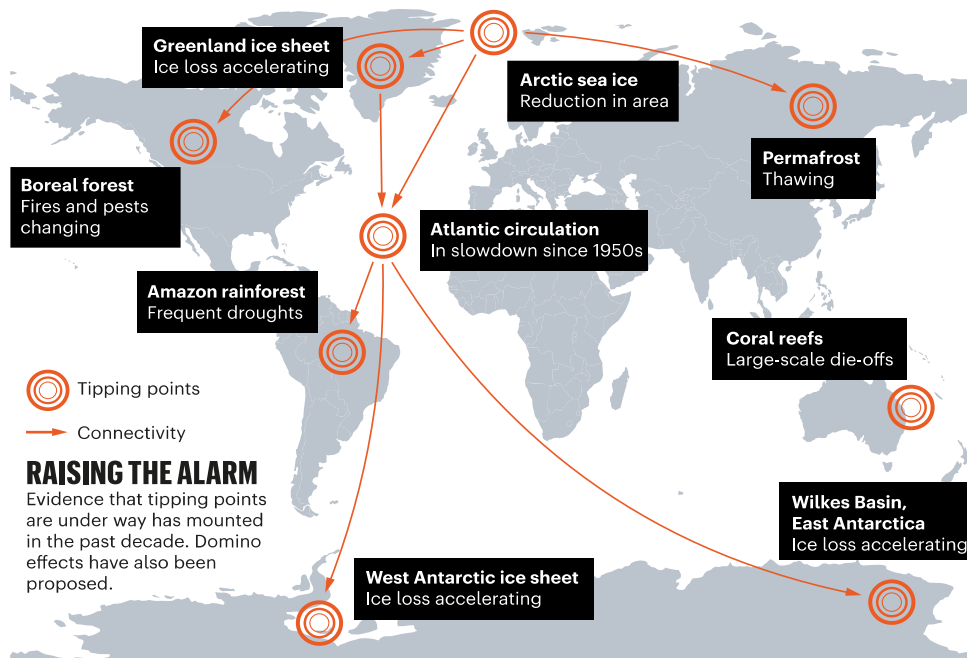 Greenland ice sheet
Ice loss accelerating
Arctic sea ice
Reduction in area
Permafrost
Thawing
Boreal forest
Fires and pests
changing
Atlantic circulation
In slowdown since 1950s
Amazon rainforest
Frequent droughts
Coral reefs
Large-scale die-offs
Tipping points
Connectivity
RAISING THE ALARM
Evidence that tipping points
are under way has mounted
in the past decade. Domino
effects have also been
proposed.
Wilkes Basin,
East Antarctica
Ice loss accelerating
West Antarctic ice sheet
Ice loss accelerating